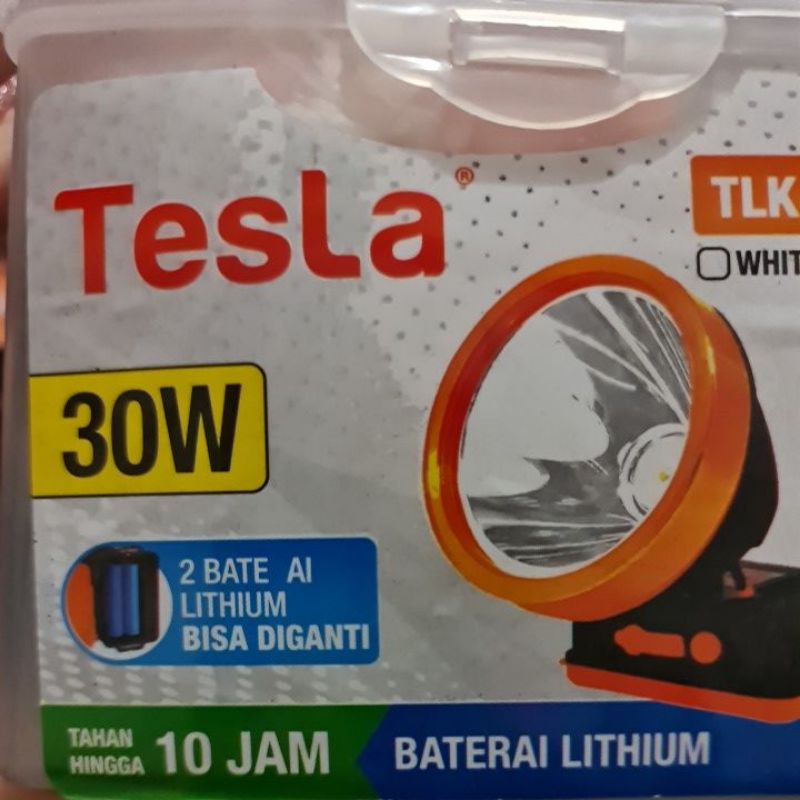 Tesla®
TLK
WHIT
30W
2 BATE AI
LITHIUM
BISA DIGANTI
TAHAN
HINGGA
10 JAM
BATERAI LITHIUM